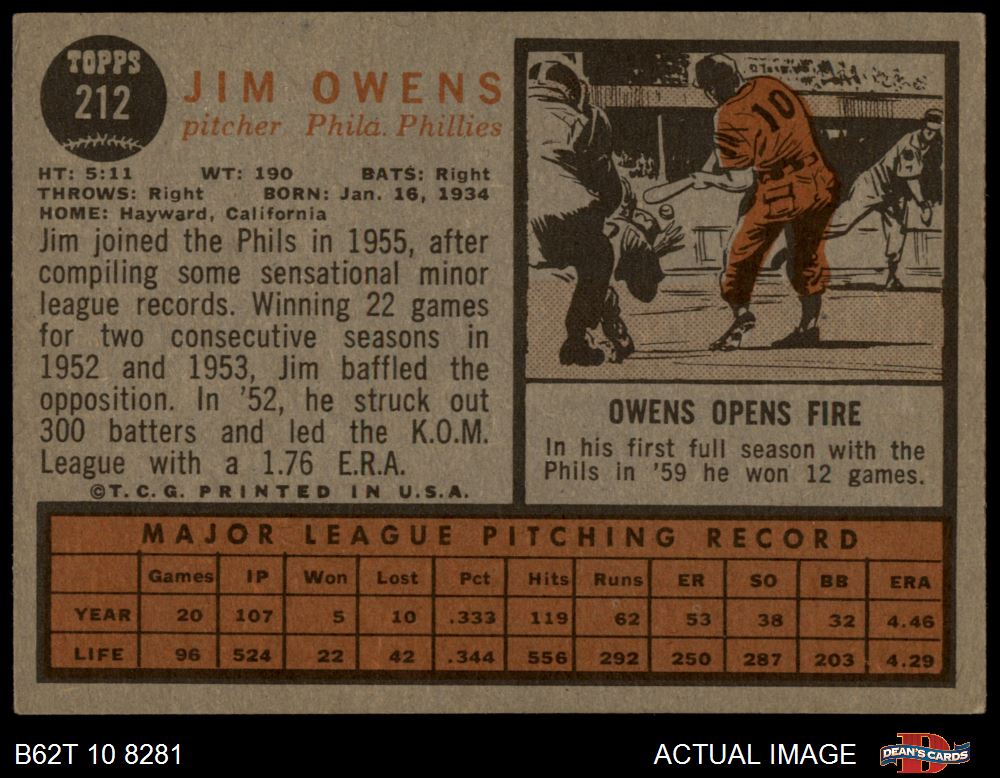 TOPPS
212
JIM OWENS
pitcher Phila. Phillies
HT: 5:11 WT: 190 BATS: Right
THROWS: Right BORN: Jan. 16, 1934
HOME: Hayward, California
Jim joined the Phils in 1955, after
compiling some sensational minor
league records. Winning 22 games
for two consecutive seasons in
1952 and 1953, Jim baffled the
opposition. In '52, he struck out
300 batters and led the K.O.M.
League with a 1.76 E.R.A.
©T.C.G. PRINTED IN U.S.A.
10
OWENS OPENS FIRE
In his first full season with the
Phils in '59 he won 12 games.
MAJOR LEAGUE PITCHING RECORD
Games IP Won Lost Pct Hits Runs ER SO BB ERA
YEAR 20 107 5 10 .333 119 62 53 38 32 4.46
LIFE 96 524 22 42 .344 556 292 250 287 203 4.29
B62T 10 8281
ACTUAL IMAGE
D
DEAN'S CARDS